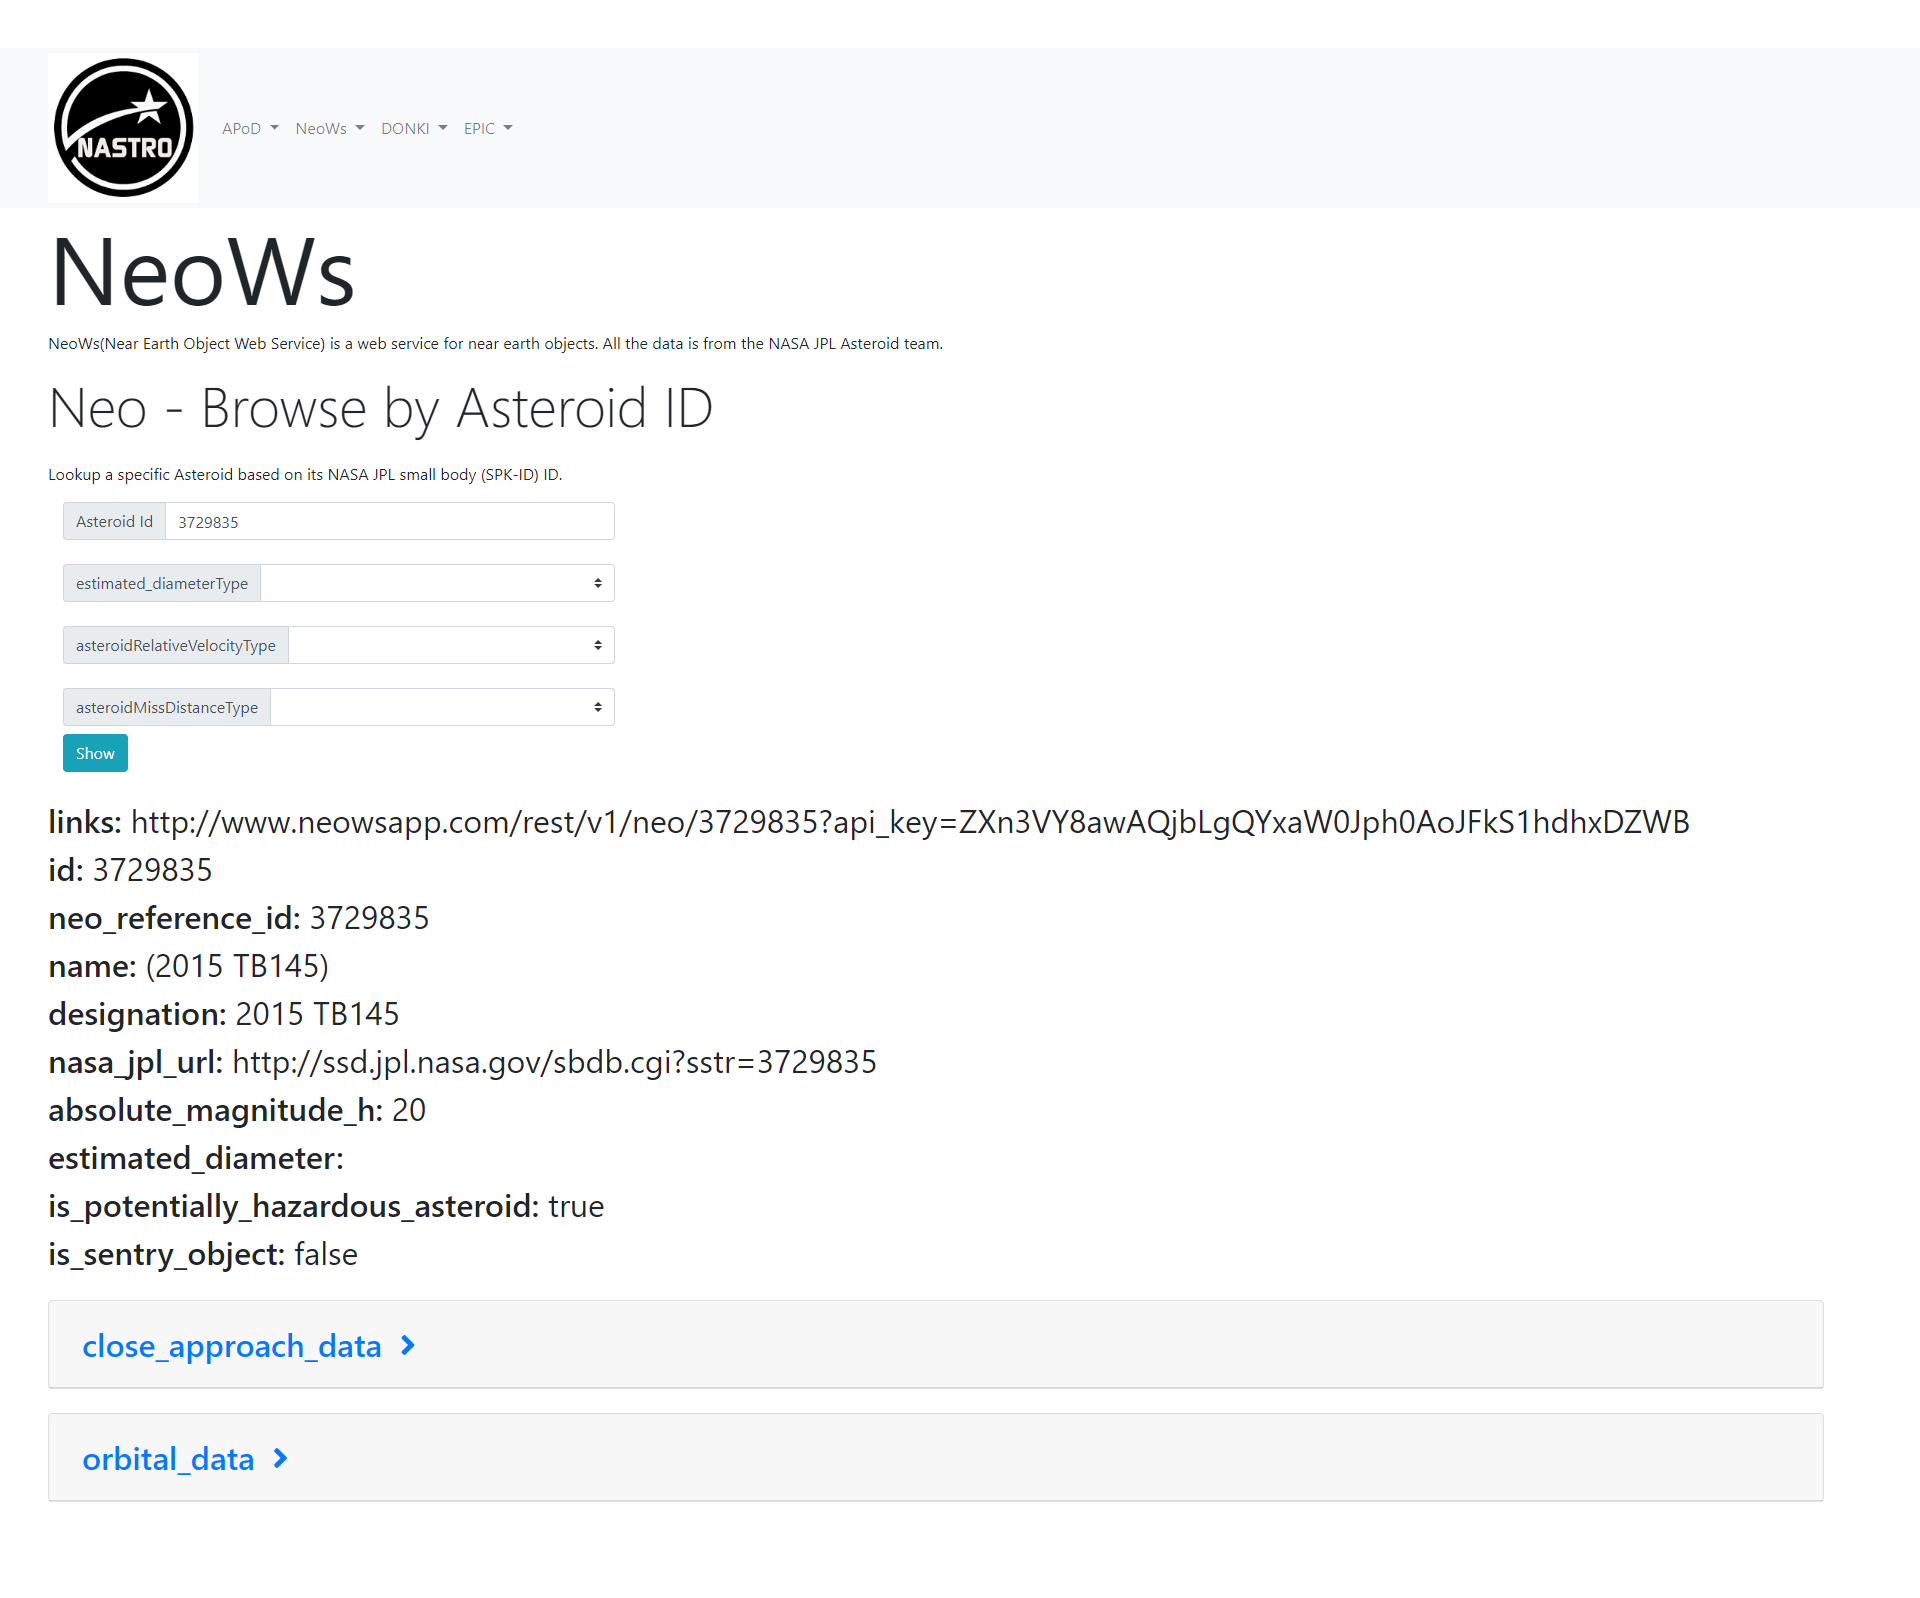 NASTRO
APoD NeoWs DONKI EPIC
NeoWs
NeoWs(Near Earth Object Web Service) is a web service for near earth objects. All the data is from the NASA JPL Asteroid team.
Neo - Browse by Asteroid ID
Lookup a specific Asteroid based on its NASA JPL small body (SPK-ID) ID.
Asteroid Id 3729835
estimated_diameterType
asteroidRelativeVelocityType
asteroidMissDistanceType
Show
links: http://www.neowsapp.com/rest/v1/neo/3729835?api_key=ZXn3VY8awAQjbLgQYxaW0Jph0AoJFkS1hdhxDZWB
id: 3729835
neo_reference_id: 3729835
name: (2015 TB145)
designation: 2015 TB145
nasa_jpl_url: http://ssd.jpl.nasa.gov/sbdb.cgi?sstr=3729835
absolute_magnitude_h: 20
estimated_diameter:
is_potentially_hazardous_asteroid: true
is_sentry_object: false
close_approach_data
orbital_data